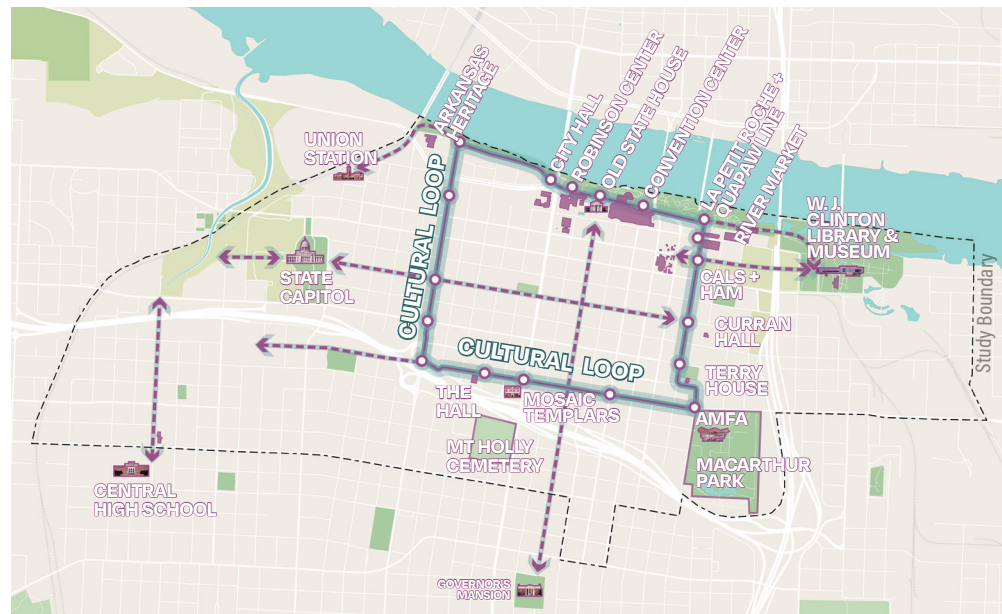 ARKANSAS
HERITAGE
CITY HALL
ROBINSON CENTER
OLD STATE HOUSE
CONVENTION CENTER
LA PETIT ROCHE +
QUAPAW LINE
RIVER MARKET
UNION
STATION
W. J.
CLINTON
LIBRARY &
MUSEUM
CULTURAL LOOP
STATE
CAPITOL
CALS +
HAM
Study Boundary
CURRAN
HALL
CULTURAL LOOP
TERRY
HOUSE
THE
HALL
MOSAIC
TEMPLARS
AMFA
MT HOLLY
CEMETERY
MACARTHUR
PARK
CENTRAL
HIGH SCHOOL
GOVERNOR'S
MANSION